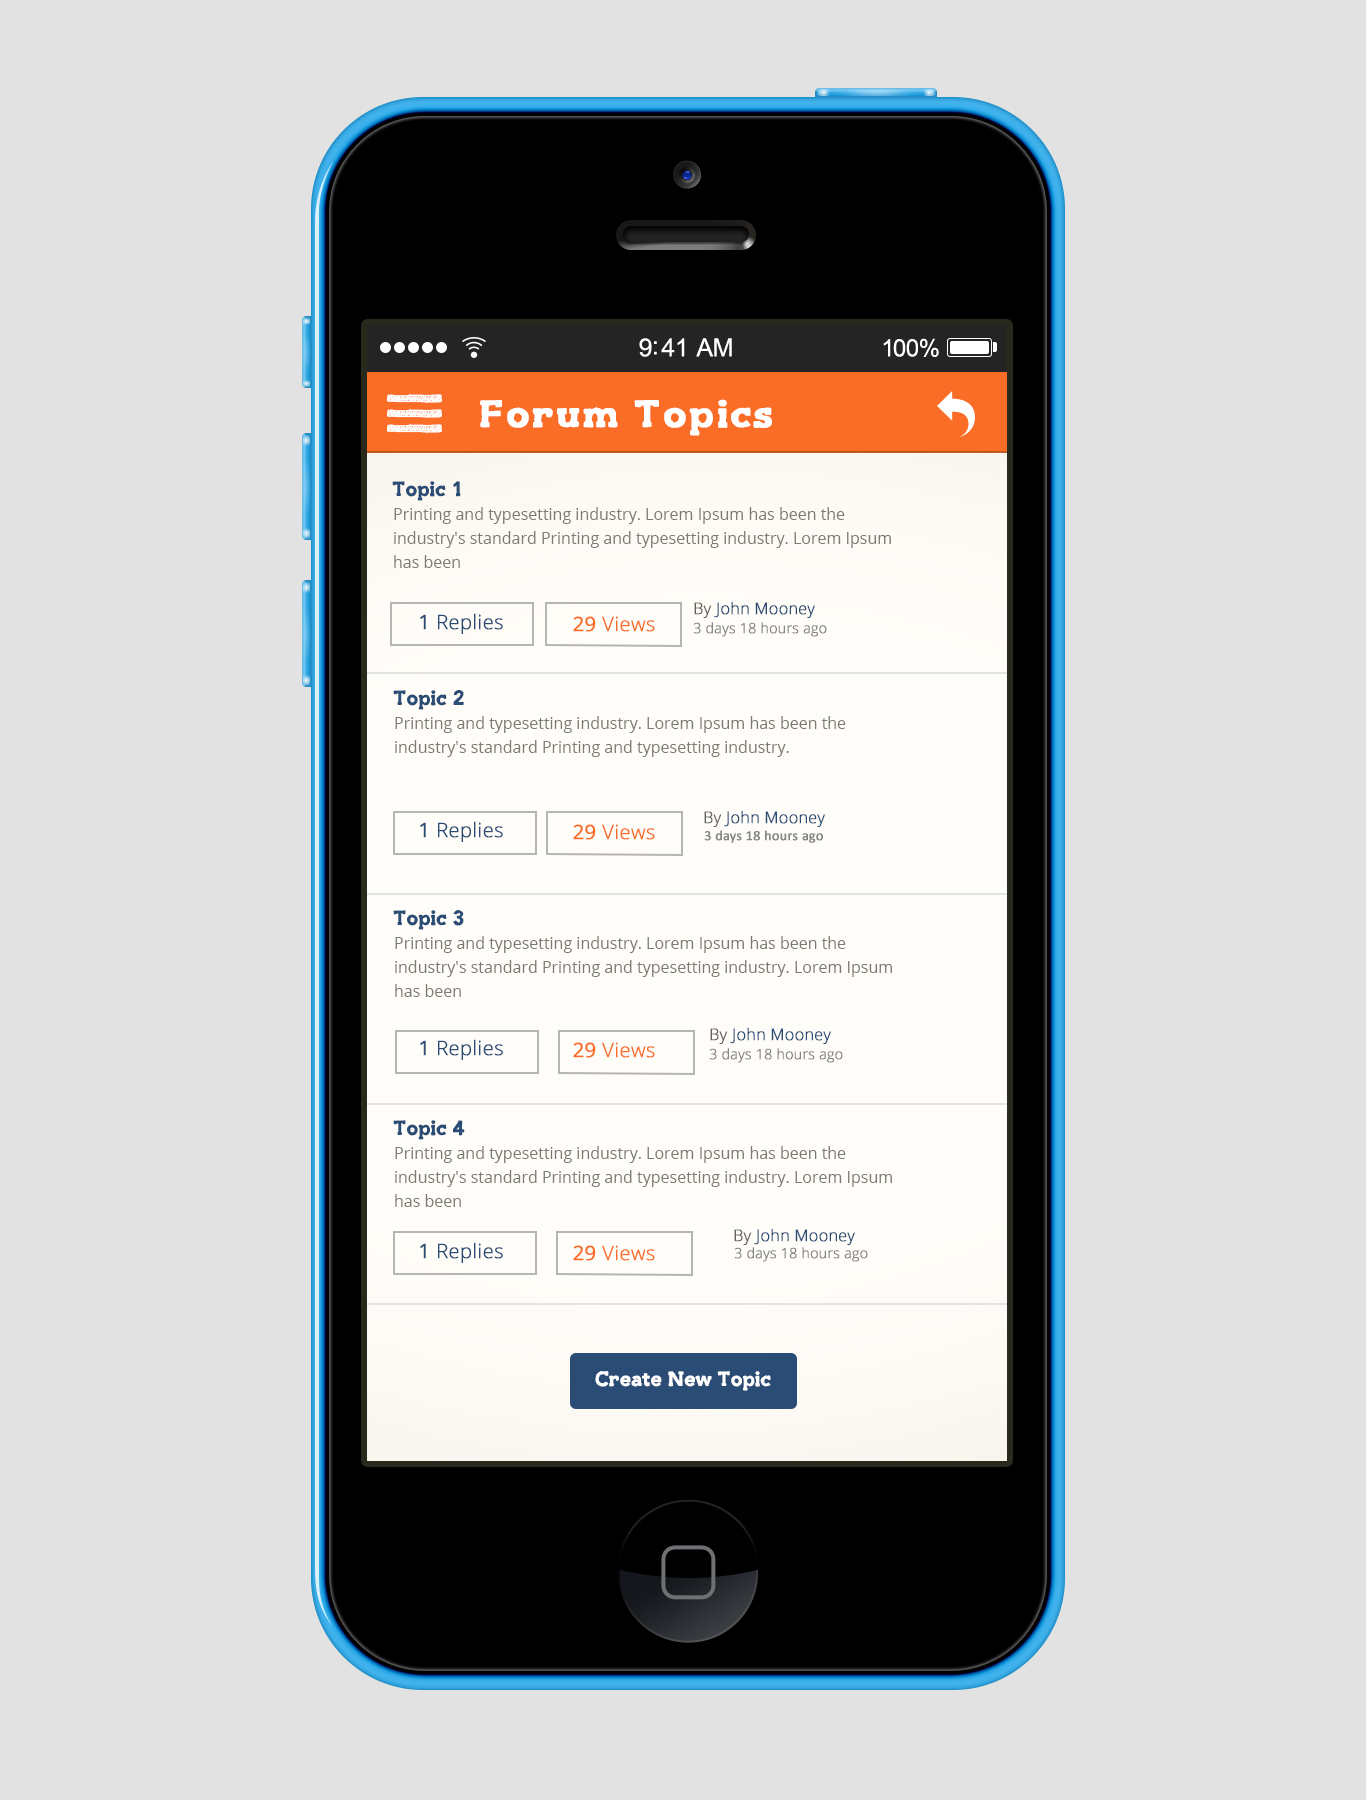 9:41 AM 100%
Forum Topics
Topic 1
Printing and typesetting industry. Lorem Ipsum has been the
industry's standard Printing and typesetting industry. Lorem Ipsum
has been
1 Replies 29 Views By John Mooney
3 days 18 hours ago
Topic 2
Printing and typesetting industry. Lorem Ipsum has been the
industry's standard Printing and typesetting industry.
1 Replies 29 Views By John Mooney
3 days 18 hours ago
Topic 3
Printing and typesetting industry. Lorem Ipsum has been the
industry's standard Printing and typesetting industry. Lorem Ipsum
has been
1 Replies 29 Views By John Mooney
3 days 18 hours ago
Topic 4
Printing and typesetting industry. Lorem Ipsum has been the
industry's standard Printing and typesetting industry. Lorem Ipsum
has been
1 Replies 29 Views By John Mooney
3 days 18 hours ago
Create New Topic